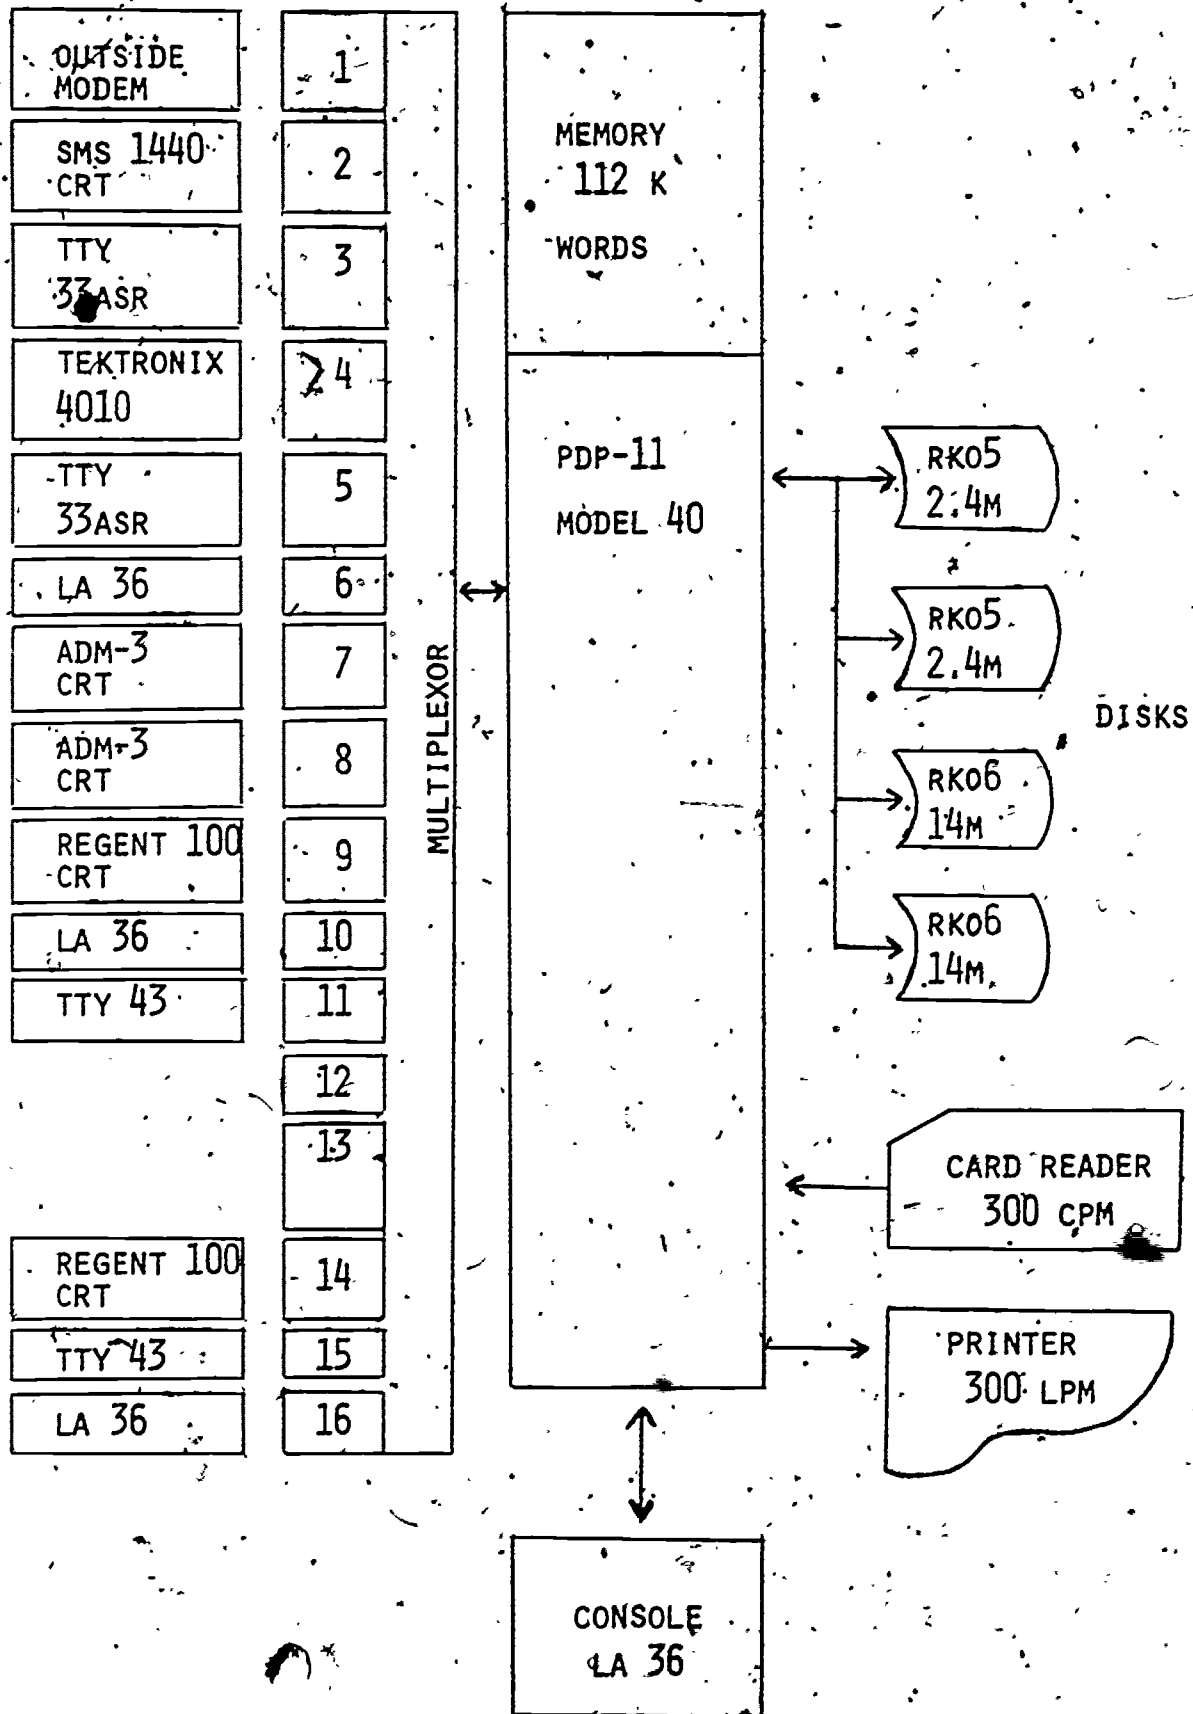 OUTSIDE
MODEM
1
SMS 1440
CRT
2
TTY
33ASR
3
TEKTRONIX
4010
4
TTY
33ASR
5
LA 36
6
ADM-3
CRT
7
ADM-3
CRT
8
REGENT 100
CRT
9
LA 36
10
TTY 43
11
12
13
REGENT 100
CRT
14
TTY 43
15
LA 36
16
MULTIPLEXOR
MEMORY
112 K
WORDS
PDP-11
MODEL 40
RK05
2.4M
RK05
2.4M
DISKS
RK06
14M
RK06
14M
CARD READER
300 CPM
PRINTER
300 LPM
CONSOLE
LA 36